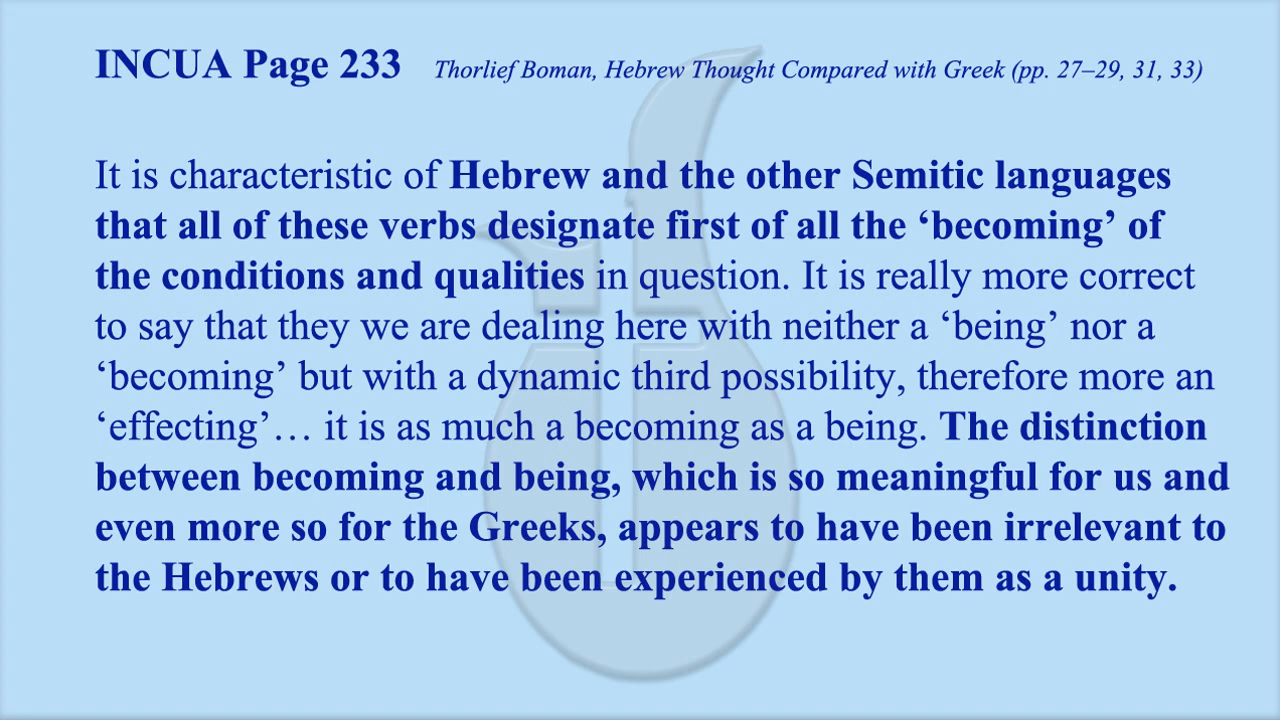 INCUA Page 233 Thorlief Boman, Hebrew Thought Compared with Greek (pp. 27–29, 31, 33)
It is characteristic of Hebrew and the other Semitic languages
that all of these verbs designate first of all the ‘becoming’ of
the conditions and qualities in question. It is really more correct
to say that they we are dealing here with neither a ‘being’ nor a
‘becoming’ but with a dynamic third possibility, therefore more an
‘effecting’… it is as much a becoming as a being. The distinction
between becoming and being, which is so meaningful for us and
even more so for the Greeks, appears to have been irrelevant to
the Hebrews or to have been experienced by them as a unity.